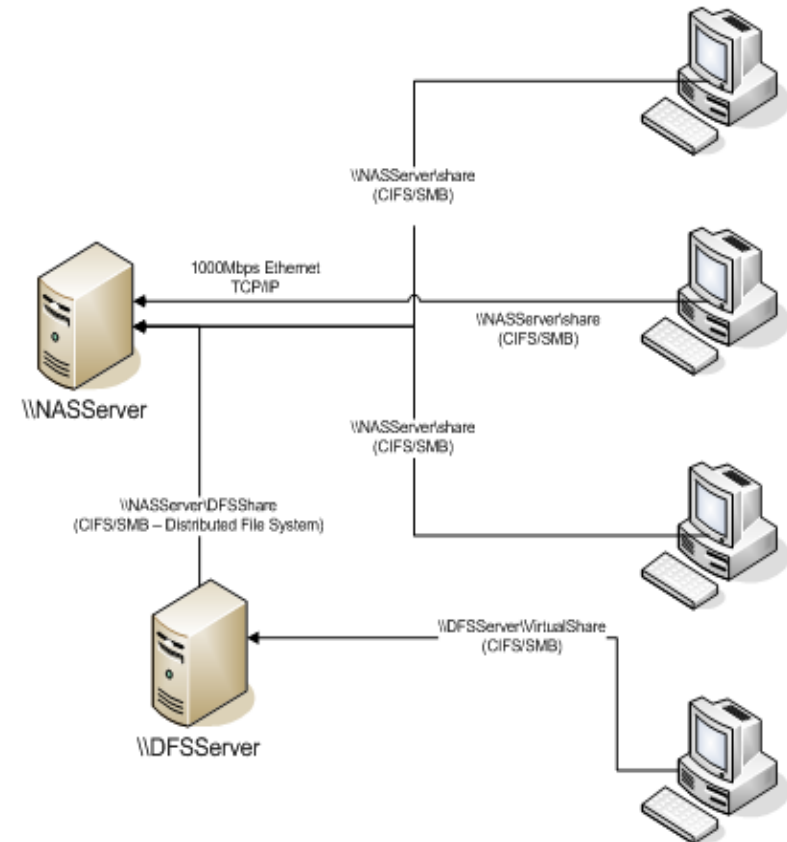 \\NASServer\share
(CIFS/SMB)
1000Mbps Ethernet
TCP/IP
\\NASServer\share
(CIFS/SMB)
\\NASServer
\\NASServer\share
(CIFS/SMB)
\\NASServer\DFSShare
(CIFS/SMB – Distributed File System)
\\DFSServer\VirtualShare
(CIFS/SMB)
\\DFSServer